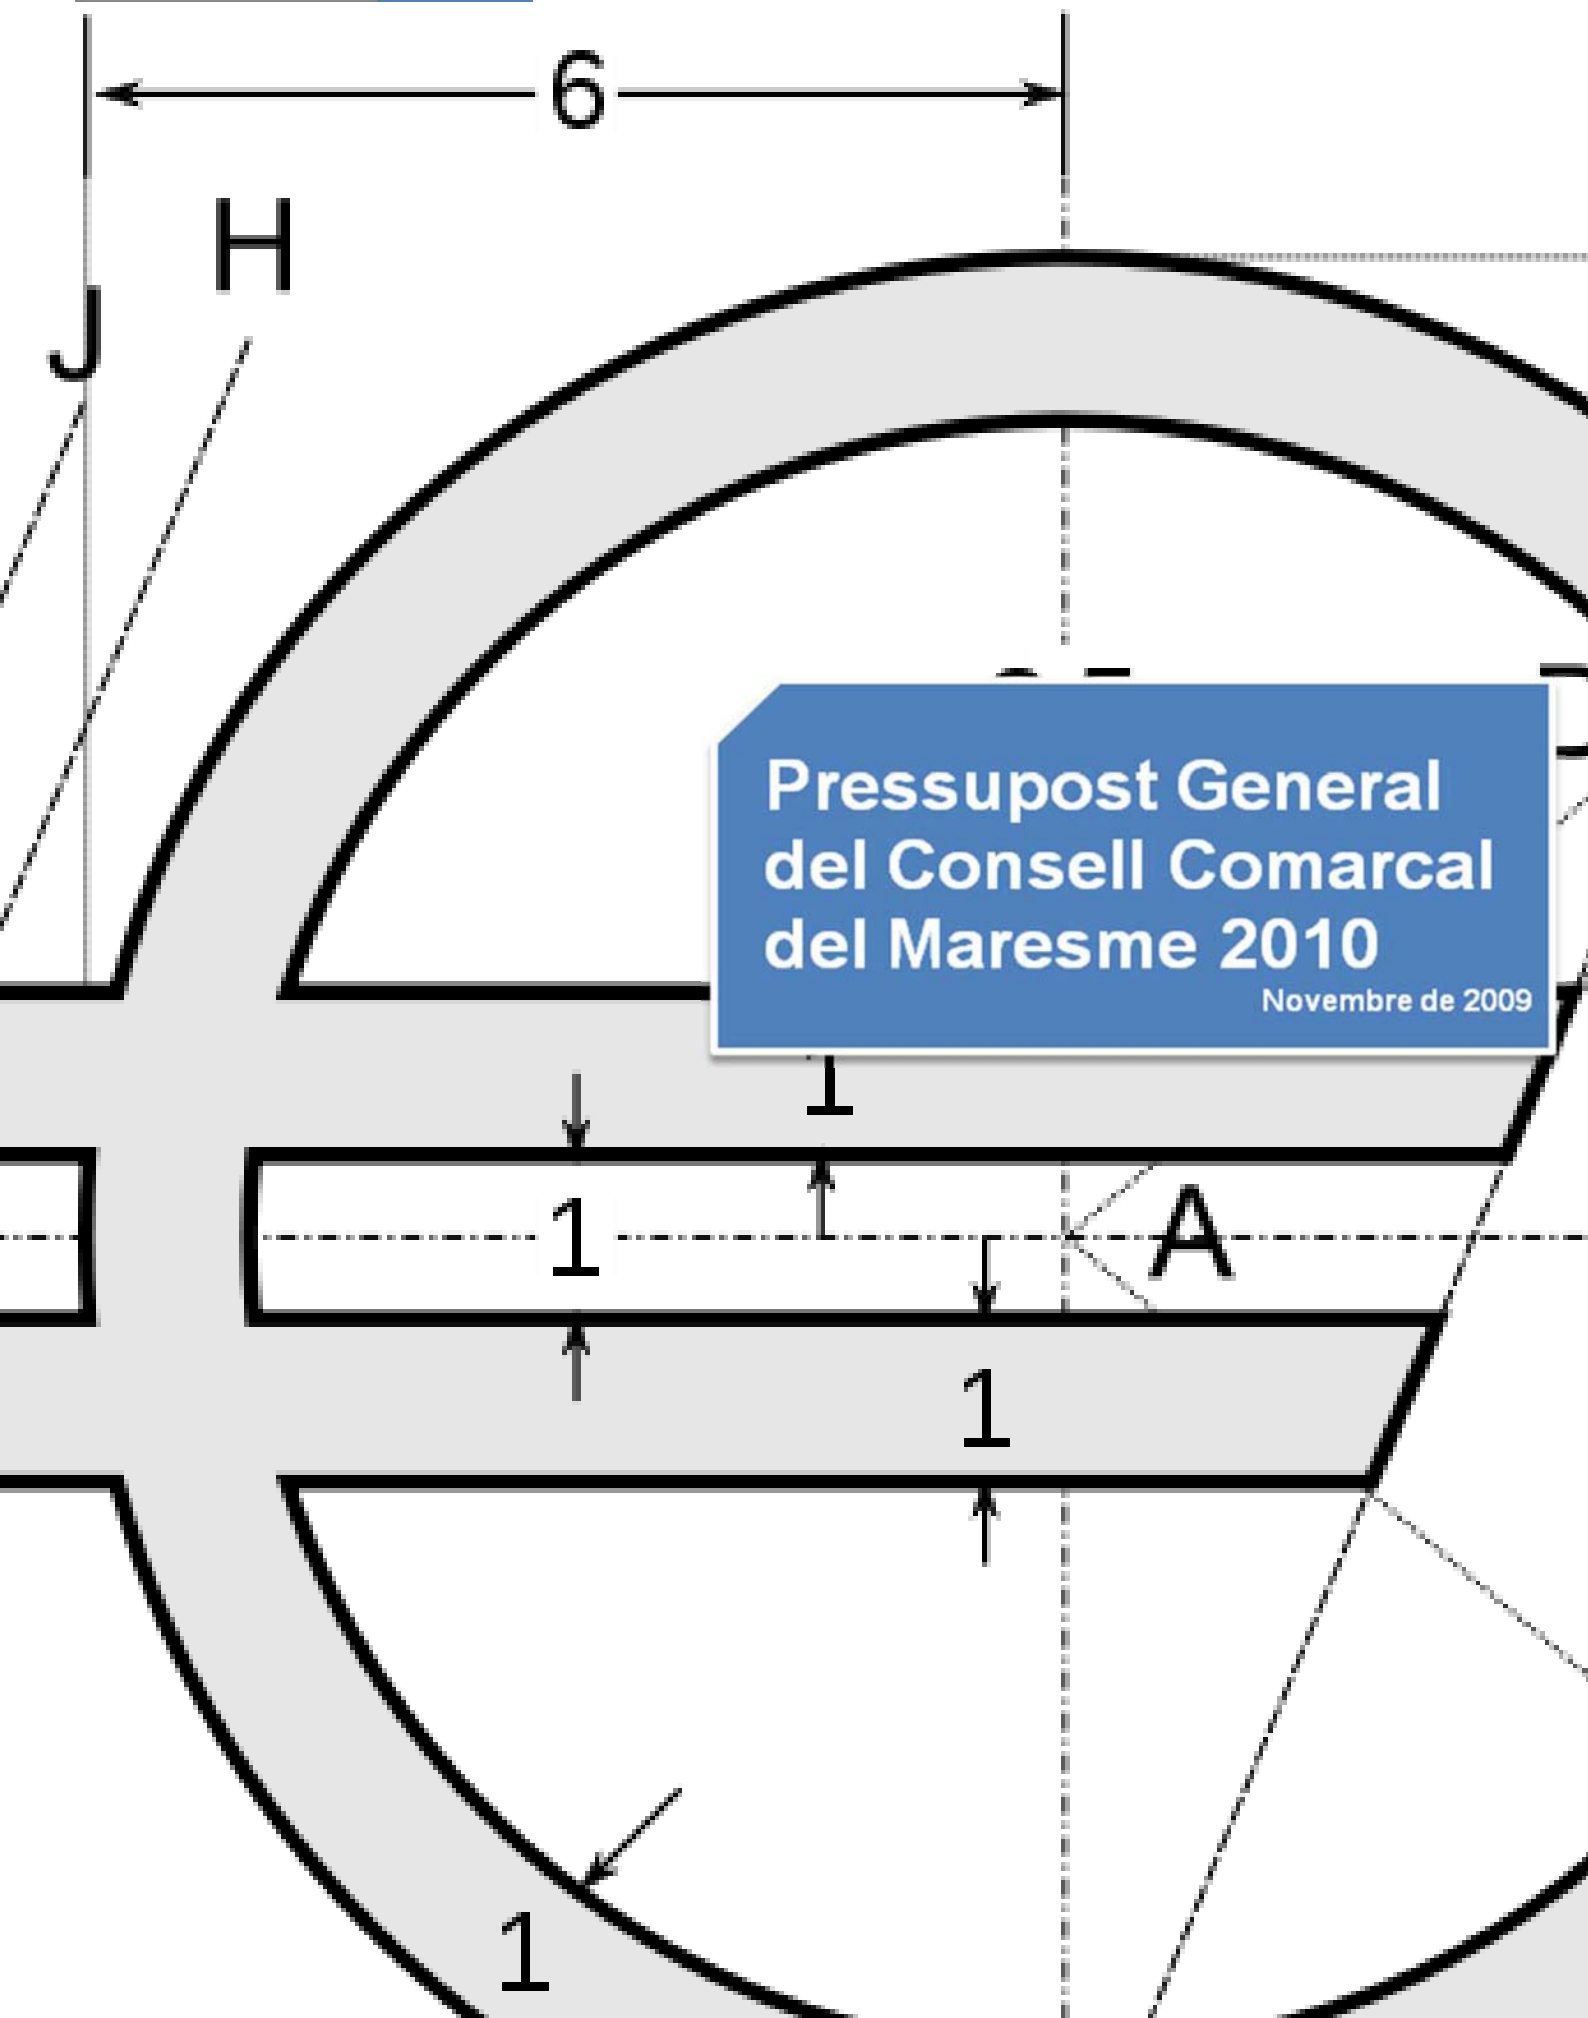 6
H
J
Pressupost General
del Consell Comarcal
del Maresme 2010
Novembre de 2009
1
1
A
1
1